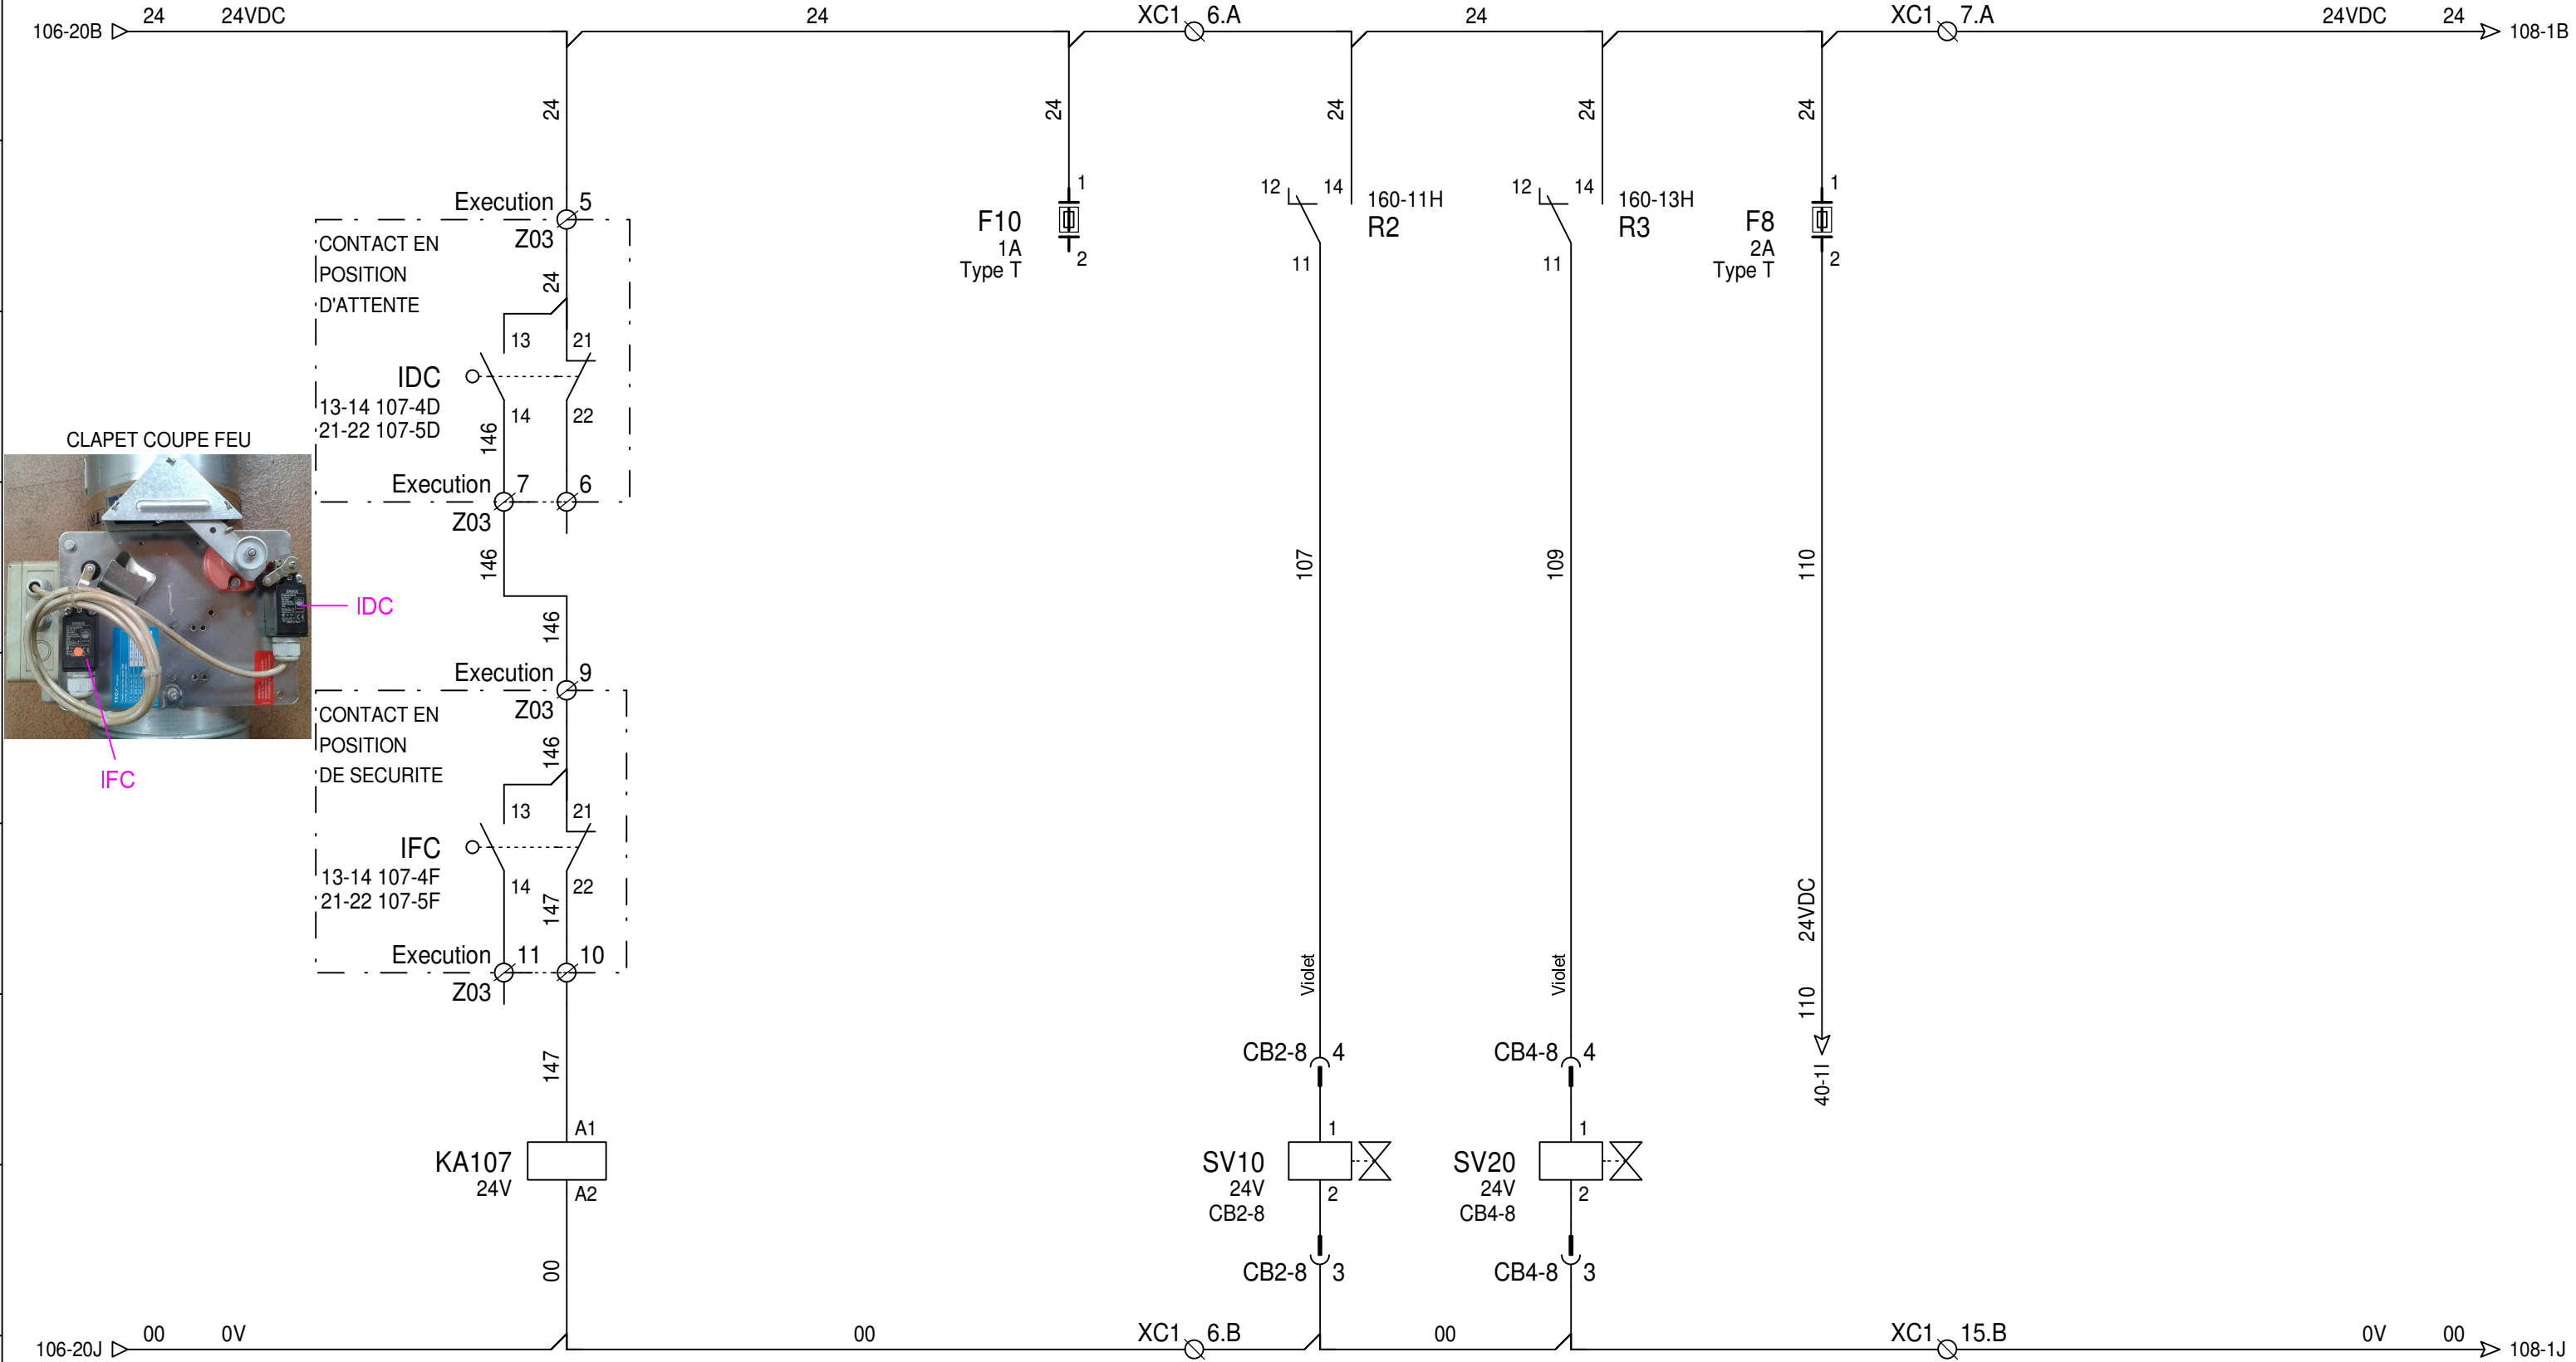 24 24VDC 24 XC1 6.A 24 XC1 7.A 24VDC 24
106-20B 108-1B
24 24 24 24 24
Execution 5
Z03
CONTACT EN
POSITION
D'ATTENTE
24
13 21
IDC
13-14 107-4D
21-22 107-5D
14 22
146
Execution 7 6
Z03
146
146
CLAPET COUPE FEU
IDC
IFC
Execution 9
Z03
CONTACT EN
POSITION
DE SECURITE
146
13 21
IFC
13-14 107-4F
21-22 107-5F
14 22
147
Execution 11 10
Z03
147
A1
KA107
24V
A2
00
1
F10
1A
Type T
2
12 14
160-11H
R2
11
107
Violet
CB2-8 4
1
SV10
24V
CB2-8
2
CB2-8 3
12 14
160-13H
R3
11
109
Violet
CB4-8 4
1
SV20
24V
CB4-8
2
CB4-8 3
1
F8
2A
Type T
2
110
24VDC
110
40-1I
00 0V 00 XC1 6.B 00 XC1 15.B 0V 00
106-20J 108-1J